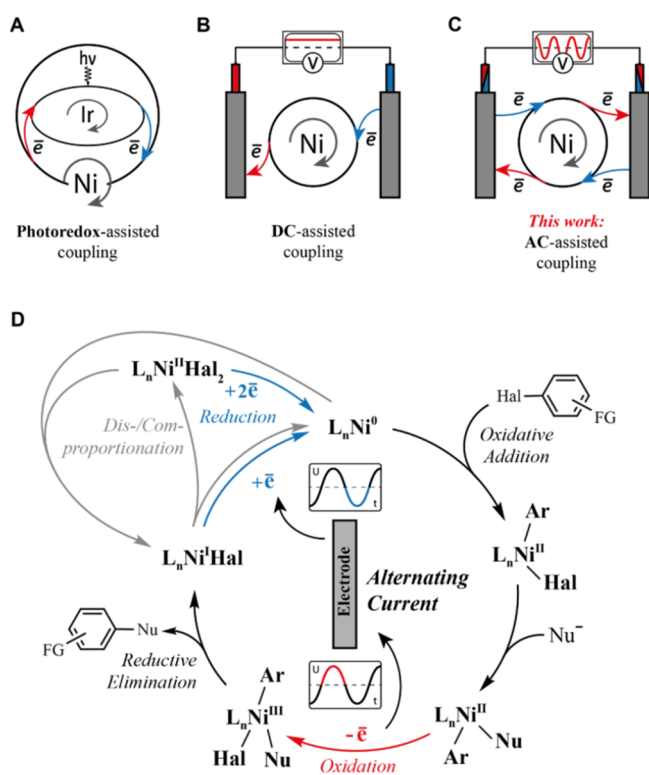 A
hν
Ir
ē
ē
Ni
Photoredox-assisted
coupling
B
V
ē
Ni
ē
DC-assisted
coupling
C
V
ē
ē
Ni
ē
ē
This work:
AC-assisted
coupling
D
LnNiIIHal2
+2ē
Reduction
LnNi0
Dis-/Com-
proportionation
+ē
Hal
FG
Oxidative
Addition
U
t
LnNiIHal
Electrode
Alternating
Current
Ar
LnNiII
Hal
Nu−
FG
Nu
Reductive
Elimination
U
t
Ar
LnNiIII
Hal
Nu
-ē
Oxidation
LnNiII
Ar
Nu